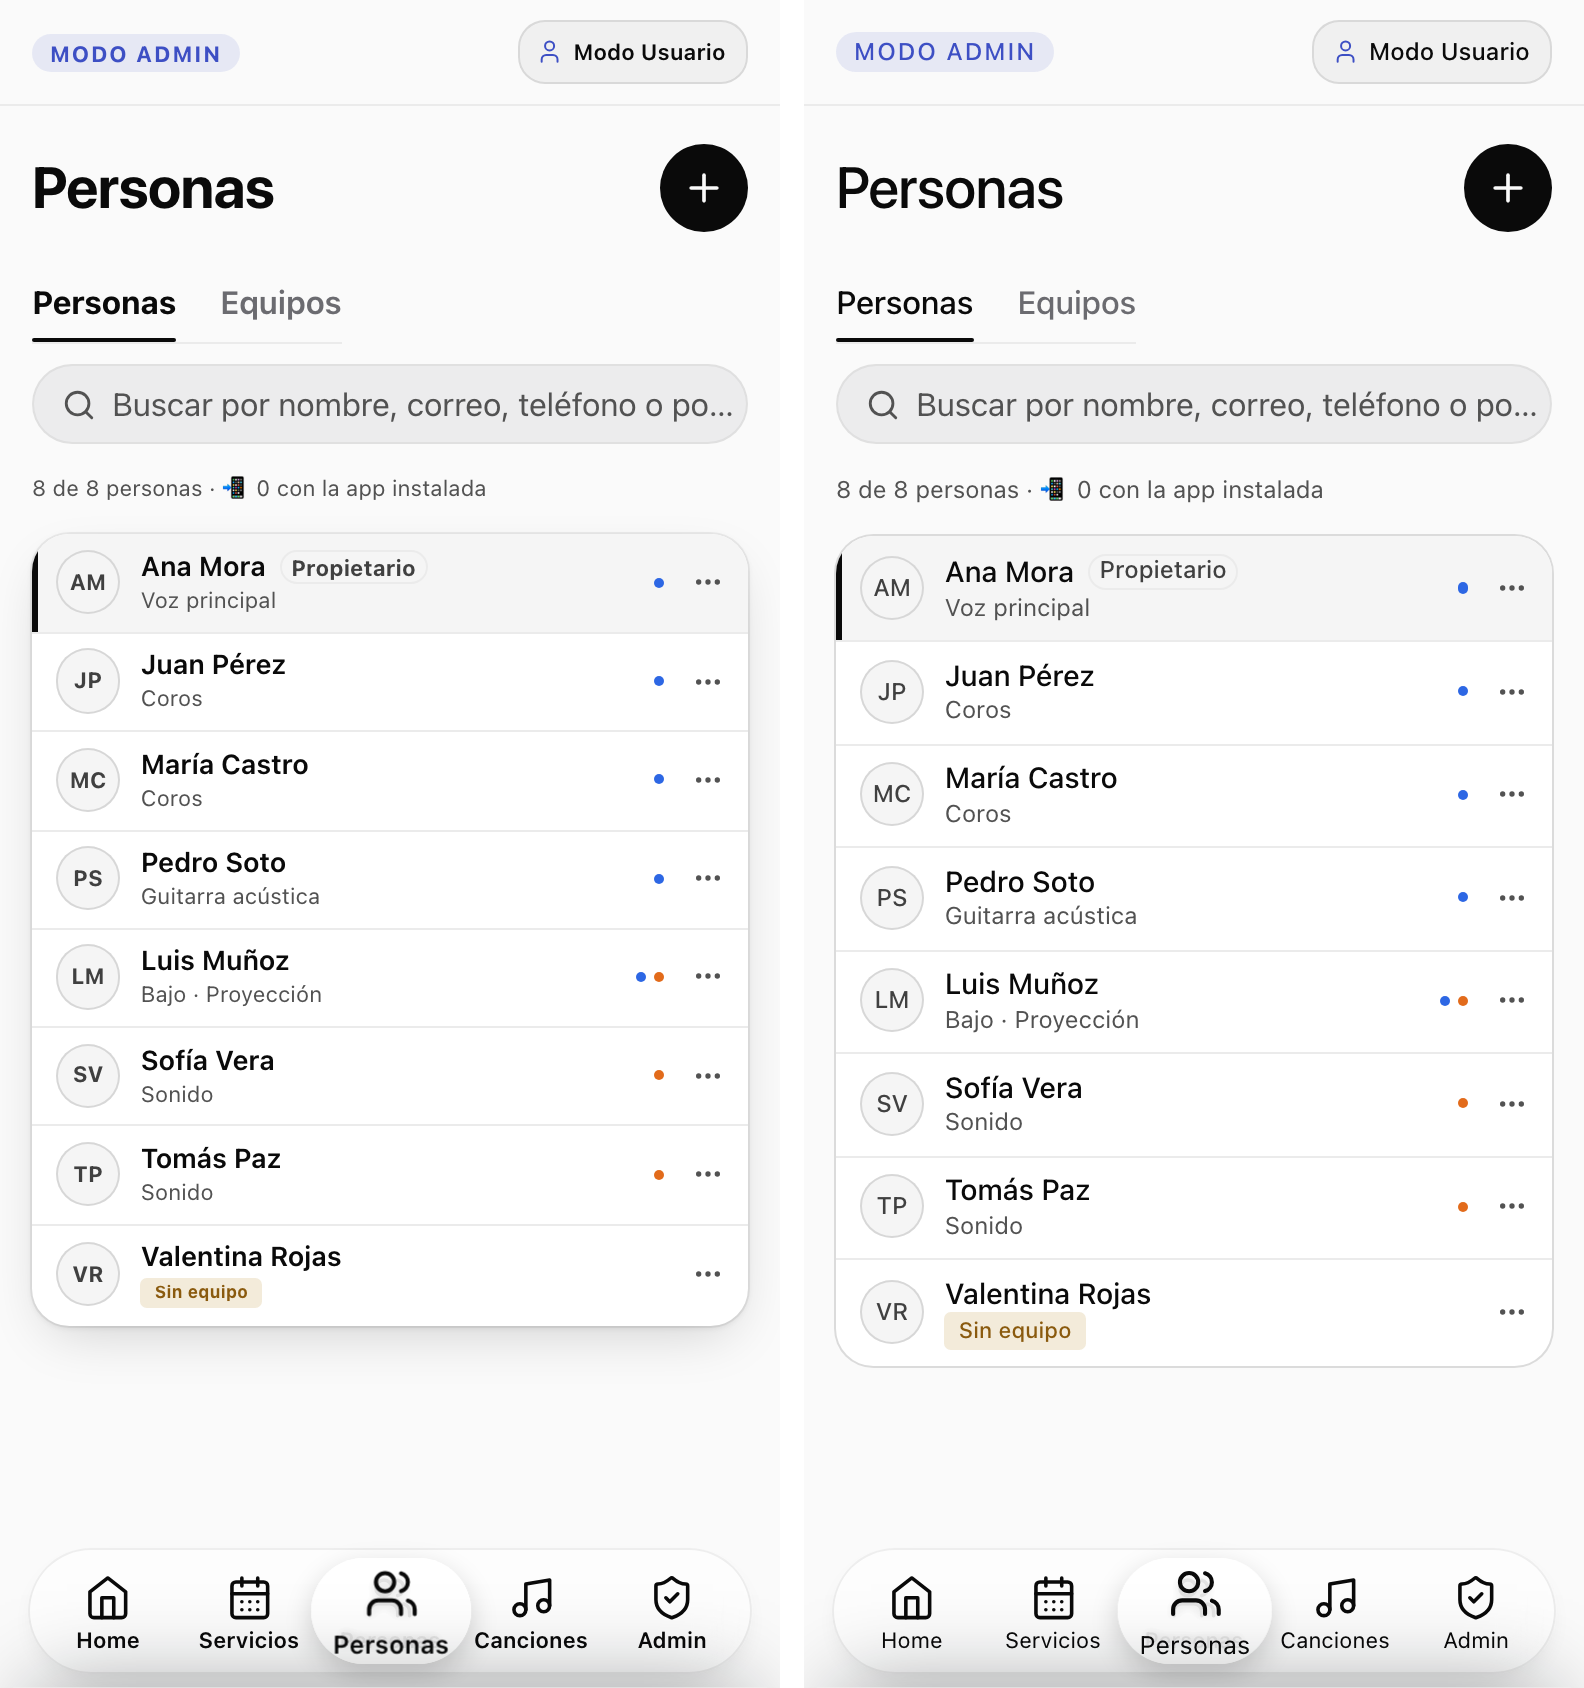 MODO ADMIN
Modo Usuario
Personas
Personas
Equipos
Buscar por nombre, correo, teléfono o po...
8 de 8 personas · 📲 0 con la app instalada
AM
Ana Mora
Propietario
Voz principal
JP
Juan Pérez
Coros
MC
María Castro
Coros
PS
Pedro Soto
Guitarra acústica
LM
Luis Muñoz
Bajo · Proyección
SV
Sofía Vera
Sonido
TP
Tomás Paz
Sonido
VR
Valentina Rojas
Sin equipo
Home
Servicios
Personas
Canciones
Admin
MODO ADMIN
Modo Usuario
Personas
Personas
Equipos
Buscar por nombre, correo, teléfono o po...
8 de 8 personas · 📲 0 con la app instalada
AM
Ana Mora
Propietario
Voz principal
JP
Juan Pérez
Coros
MC
María Castro
Coros
PS
Pedro Soto
Guitarra acústica
LM
Luis Muñoz
Bajo · Proyección
SV
Sofía Vera
Sonido
TP
Tomás Paz
Sonido
VR
Valentina Rojas
Sin equipo
Home
Servicios
Personas
Canciones
Admin